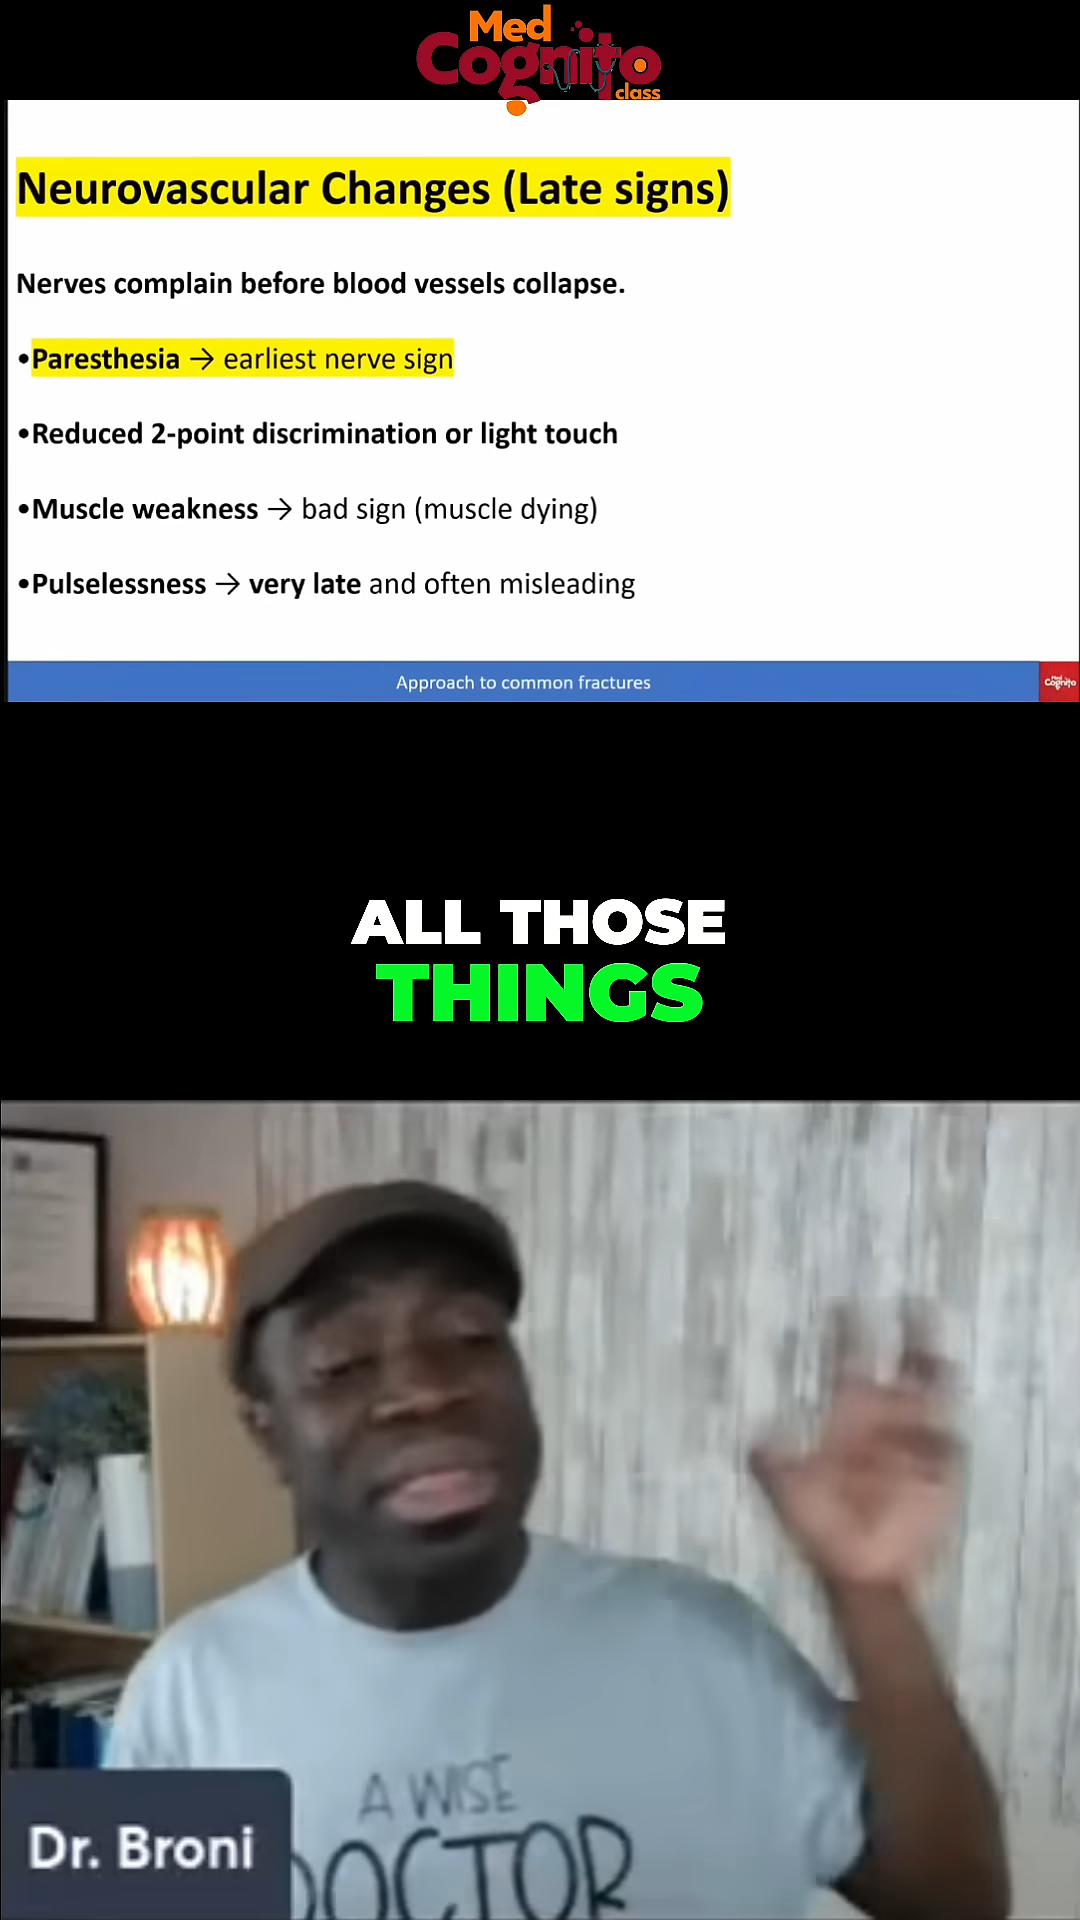 Med
Cognito
class
Neurovascular Changes (Late signs)
Nerves complain before blood vessels collapse.
•Paresthesia → earliest nerve sign
•Reduced 2-point discrimination or light touch
•Muscle weakness → bad sign (muscle dying)
•Pulselessness → very late and often misleading
Approach to common fractures
Med
Cognito
ALL THOSE
THINGS
A WISE
DOCTOR
Dr. Broni